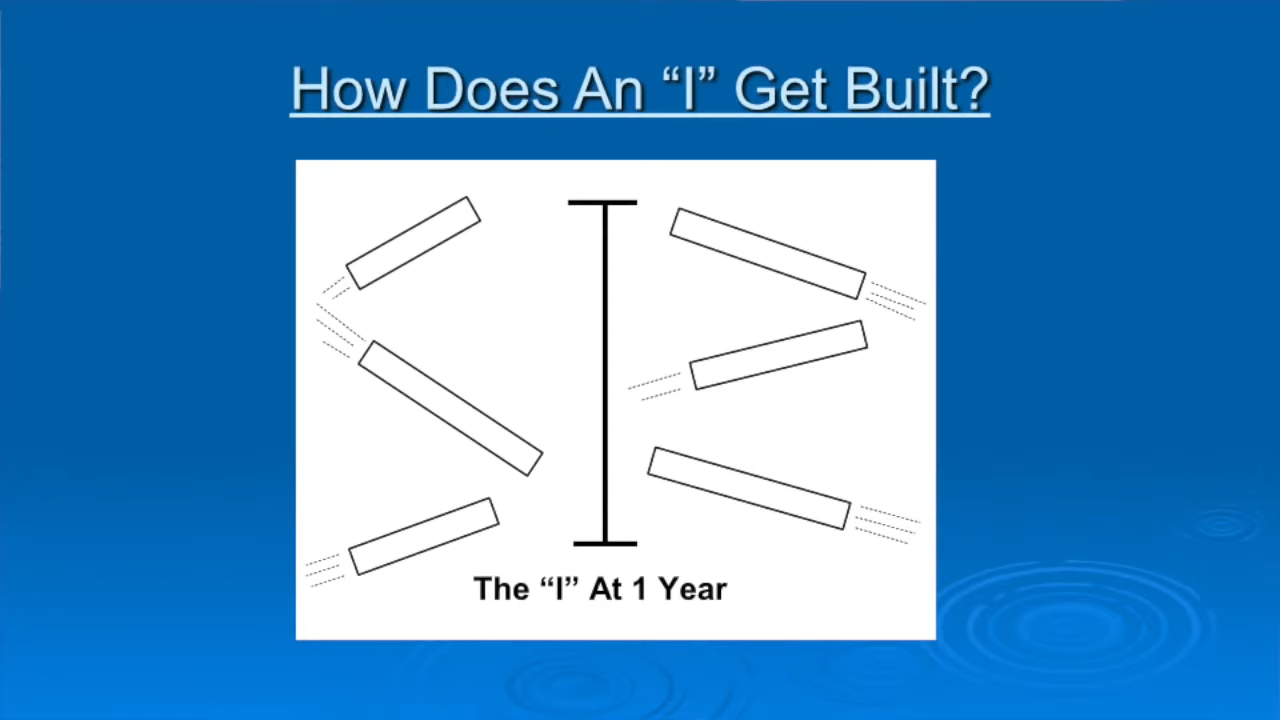 How Does An “I” Get Built?
The “I” At 1 Year